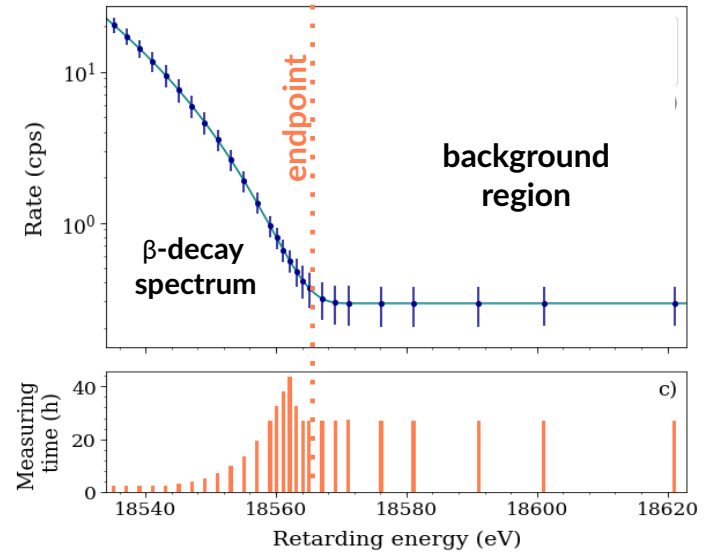 10¹
10⁰
Rate (cps)
endpoint
background
region
β-decay
spectrum
c)
40
20
0
Measuring
time (h)
18540
18560
18580
18600
18620
Retarding energy (eV)